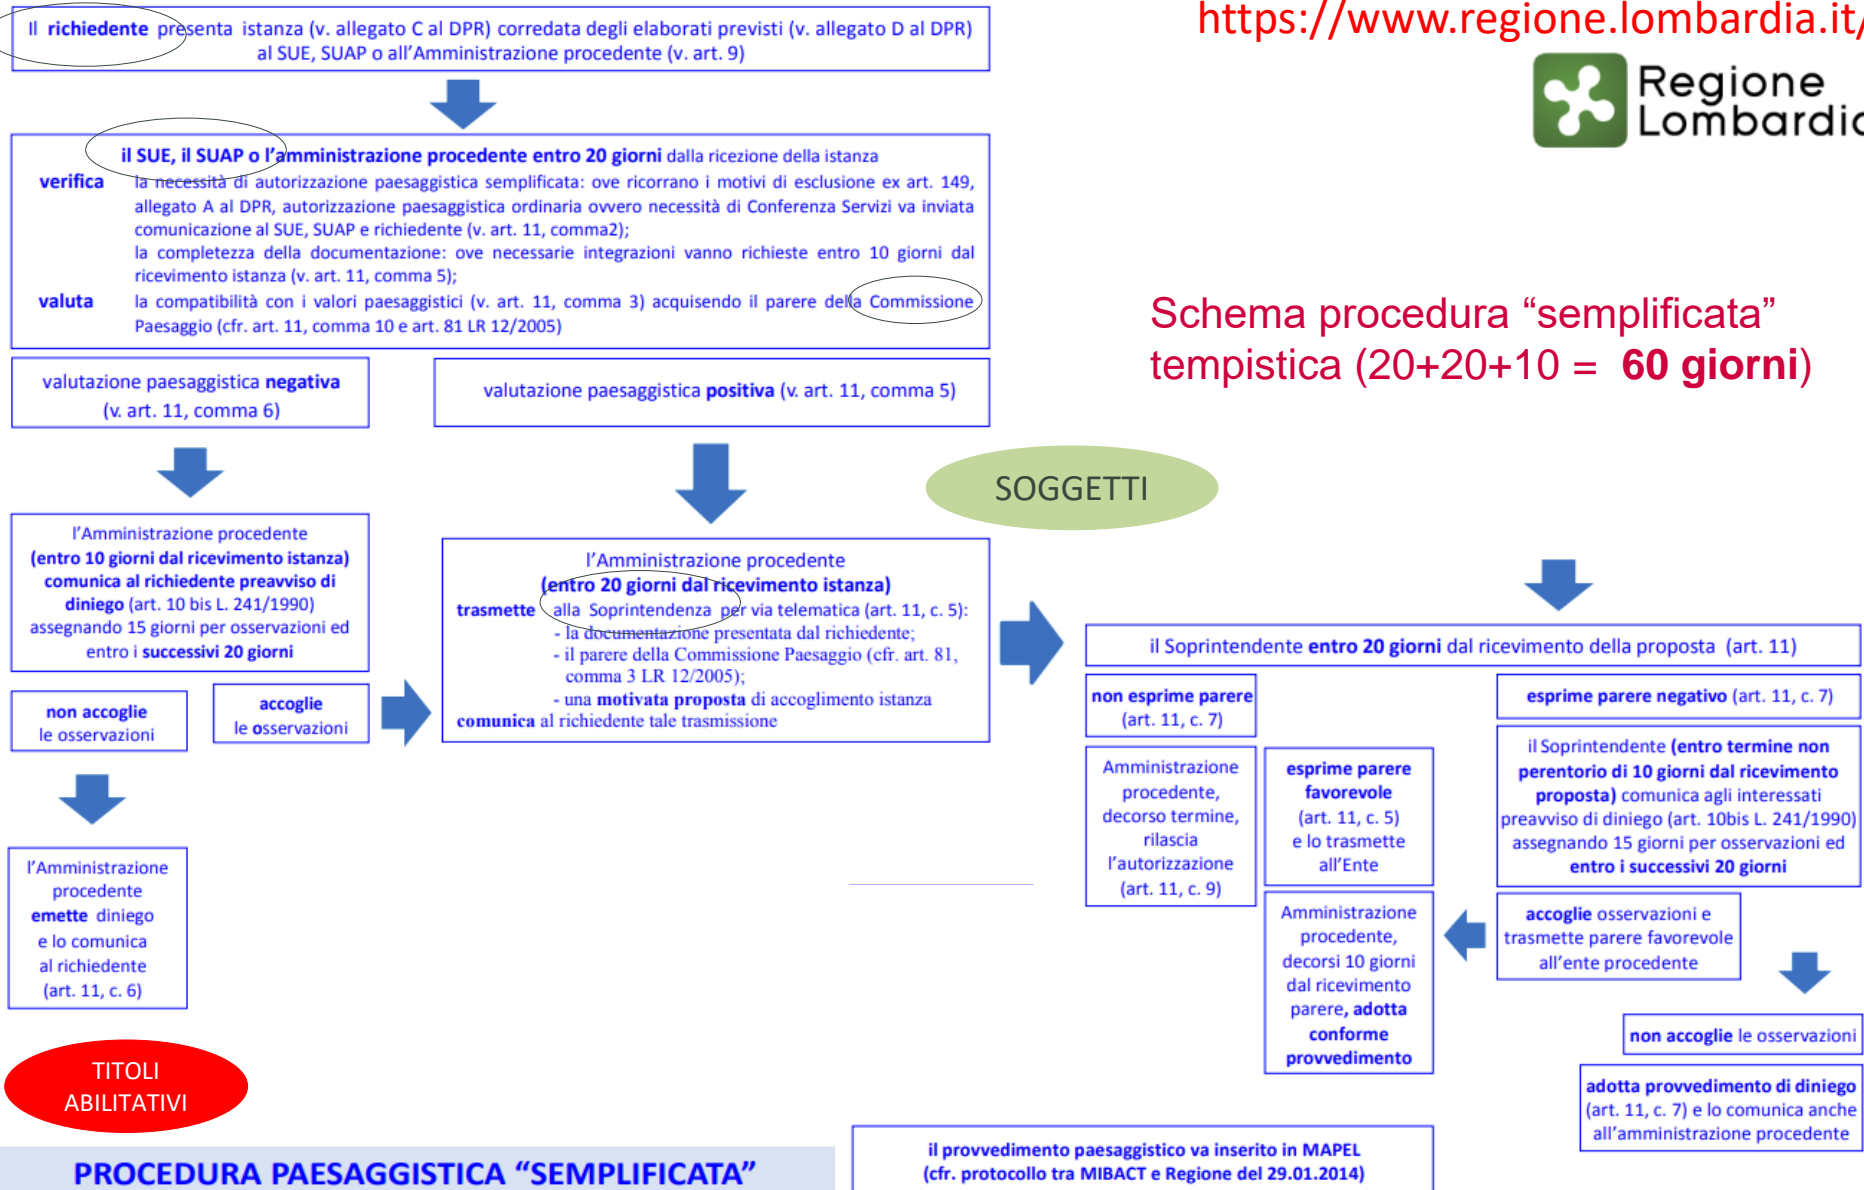 https://www.regione.lombardia.it/
Regione
Lombardia
Il richiedente presenta istanza (v. allegato C al DPR) corredata degli elaborati previsti (v. allegato D al DPR)
al SUE, SUAP o all'Amministrazione procedente (v. art. 9)
il SUE, il SUAP o l'amministrazione procedente entro 20 giorni dalla ricezione della istanza
verifica la necessità di autorizzazione paesaggistica semplificata: ove ricorrano i motivi di esclusione ex art. 149,
allegato A al DPR, autorizzazione paesaggistica ordinaria ovvero necessità di Conferenza Servizi va inviata
comunicazione al SUE, SUAP e richiedente (v. art. 11, comma2);
la completezza della documentazione: ove necessarie integrazioni vanno richieste entro 10 giorni dal
ricevimento istanza (v. art. 11, comma 5);
valuta la compatibilità con i valori paesaggistici (v. art. 11, comma 3) acquisendo il parere della Commissione
Paesaggio (cfr. art. 11, comma 10 e art. 81 LR 12/2005)
Schema procedura “semplificata”
tempistica (20+20+10 = 60 giorni)
valutazione paesaggistica negativa
(v. art. 11, comma 6)
valutazione paesaggistica positiva (v. art. 11, comma 5)
SOGGETTI
l'Amministrazione procedente
(entro 10 giorni dal ricevimento istanza)
comunica al richiedente preavviso di
diniego (art. 10 bis L. 241/1990)
assegnando 15 giorni per osservazioni ed
entro i successivi 20 giorni
non accoglie
le osservazioni
accoglie
le osservazioni
l'Amministrazione procedente
(entro 20 giorni dal ricevimento istanza)
trasmette alla Soprintendenza per via telematica (art. 11, c. 5):
- la documentazione presentata dal richiedente;
- il parere della Commissione Paesaggio (cfr. art. 81,
comma 3 LR 12/2005);
- una motivata proposta di accoglimento istanza
comunica al richiedente tale trasmissione
l'Amministrazione
procedente
emette diniego
e lo comunica
al richiedente
(art. 11, c. 6)
il Soprintendente entro 20 giorni dal ricevimento della proposta (art. 11)
non esprime parere
(art. 11, c. 7)
Amministrazione
procedente,
decorso termine,
rilascia
l'autorizzazione
(art. 11, c. 9)
esprime parere
favorevole
(art. 11, c. 5)
e lo trasmette
all'Ente
Amministrazione
procedente,
decorsi 10 giorni
dal ricevimento
parere, adotta
conforme
provvedimento
esprime parere negativo (art. 11, c. 7)
il Soprintendente (entro termine non
perentorio di 10 giorni dal ricevimento
proposta) comunica agli interessati
preavviso di diniego (art. 10bis L. 241/1990)
assegnando 15 giorni per osservazioni ed
entro i successivi 20 giorni
accoglie osservazioni e
trasmette parere favorevole
all'ente procedente
non accoglie le osservazioni
adotta provvedimento di diniego
(art. 11, c. 7) e lo comunica anche
all'amministrazione procedente
TITOLI
ABILITATIVI
PROCEDURA PAESAGGISTICA “SEMPLIFICATA”
il provvedimento paesaggistico va inserito in MAPEL
(cfr. protocollo tra MIBACT e Regione del 29.01.2014)